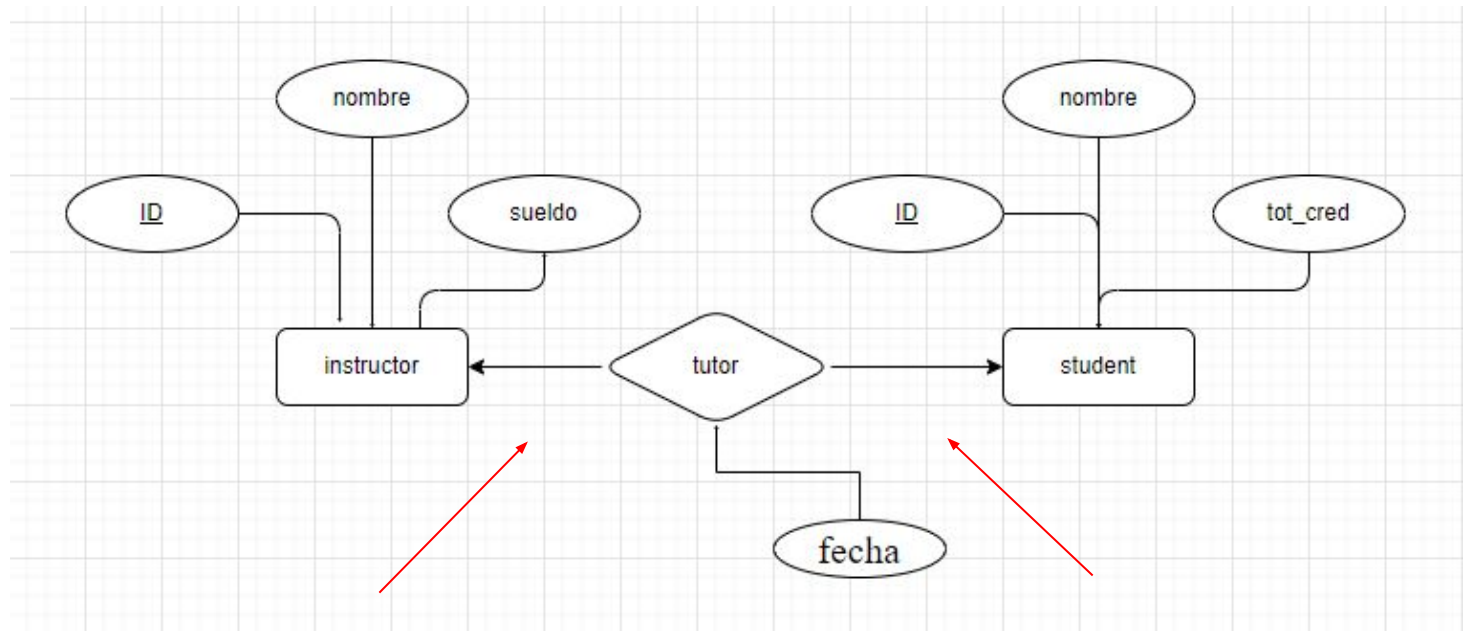 nombre
nombre
ID
sueldo
ID
tot_cred
instructor
tutor
student
fecha